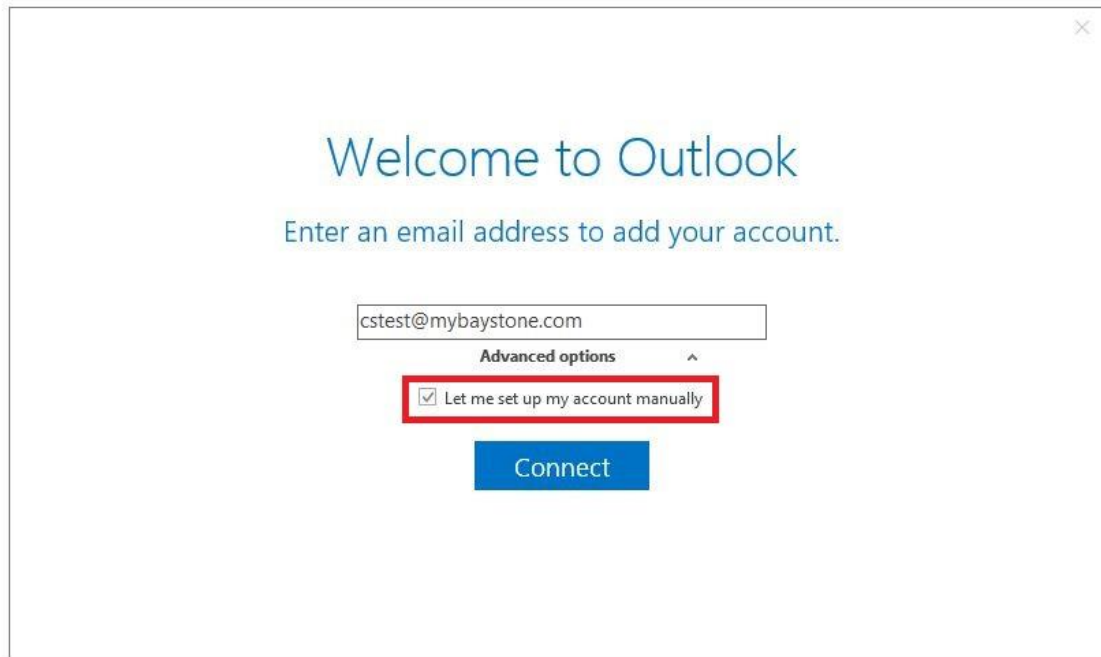 Welcome to Outlook
Enter an email address to add your account.
cstest@mybaystone.com
Advanced options
Let me set up my account manually
Connect